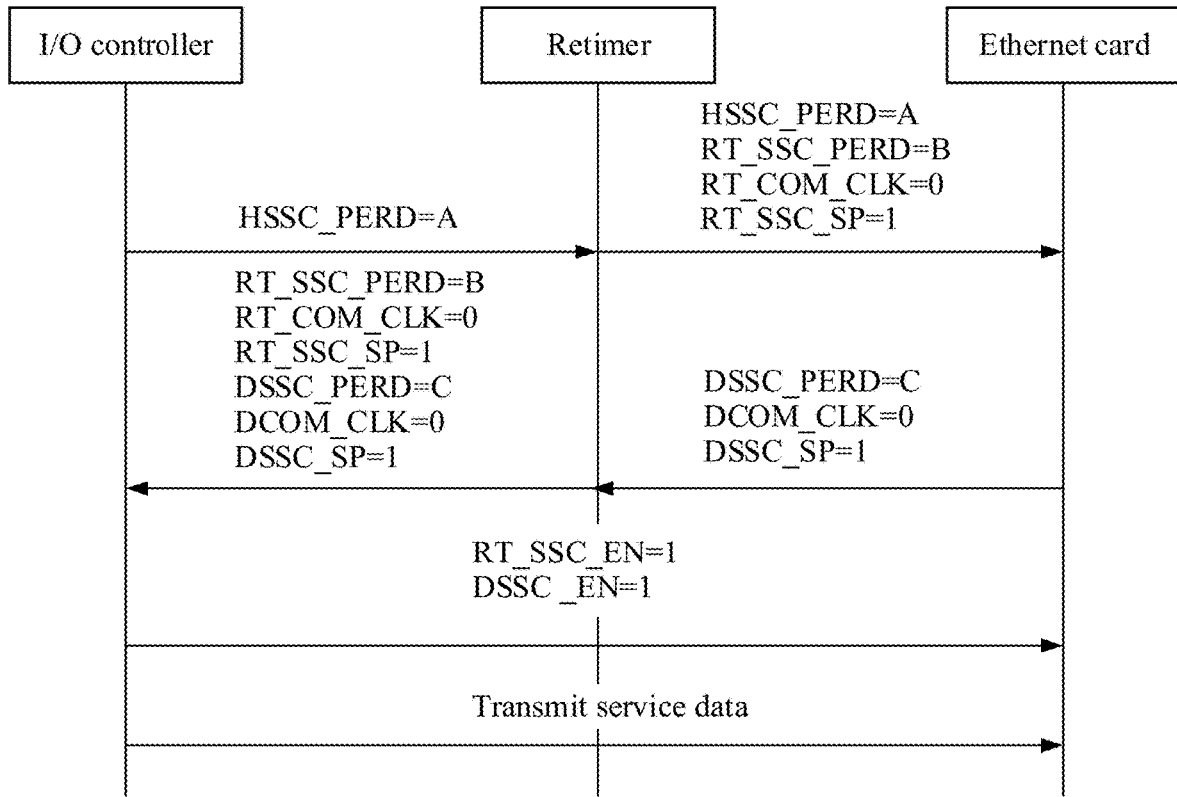 I/O controller
Retimer
Ethernet card
HSSC_PERD=A
RT_SSC_PERD=B
RT_COM_CLK=0
RT_SSC_SP=1
HSSC_PERD=A
RT_SSC_PERD=B
RT_COM_CLK=0
RT_SSC_SP=1
DSSC_PERD=C
DCOM_CLK=0
DSSC_SP=1
DSSC_PERD=C
DCOM_CLK=0
DSSC_SP=1
RT_SSC_EN=1
DSSC _EN=1
Transmit service data